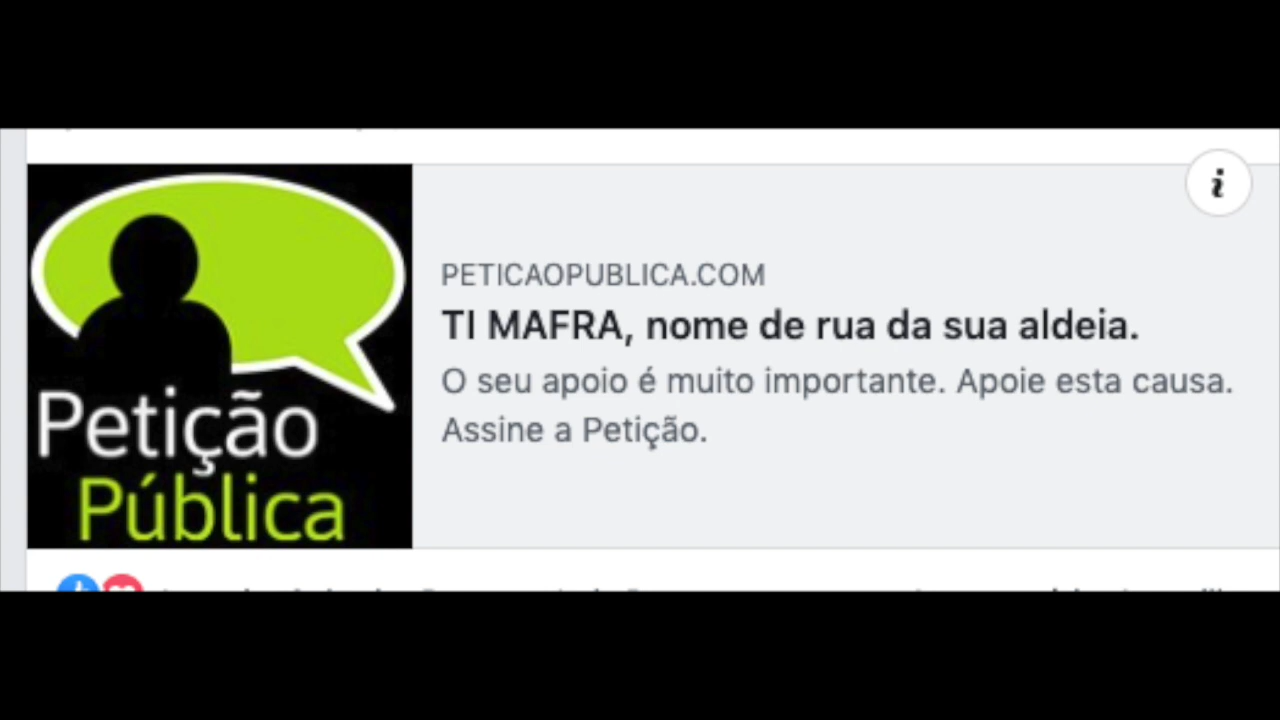 Petição
Pública
PETICAOPUBLICA.COM
TI MAFRA, nome de rua da sua aldeia.
O seu apoio é muito importante. Apoie esta causa.
Assine a Petição.
i